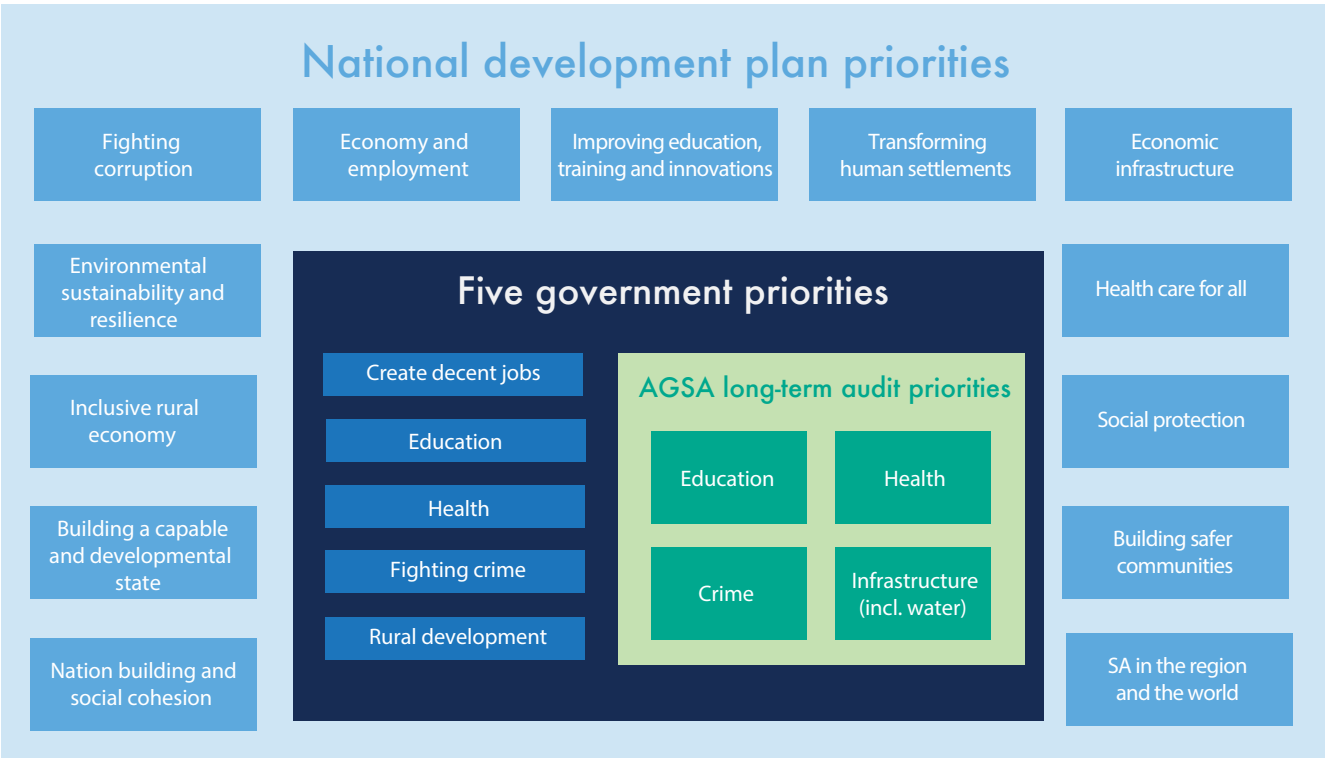 National development plan priorities
Fighting
corruption
Economy and
employment
Improving education,
training and innovations
Transforming
human settlements
Economic
infrastructure
Environmental
sustainability and
resilience
Inclusive rural
economy
Building a capable
and developmental
state
Nation building and
social cohesion
Five government priorities
Create decent jobs
Education
Health
Fighting crime
Rural development
AGSA long-term audit priorities
Education
Health
Crime
Infrastructure
(incl. water)
Health care for all
Social protection
Building safer
communities
SA in the region
and the world